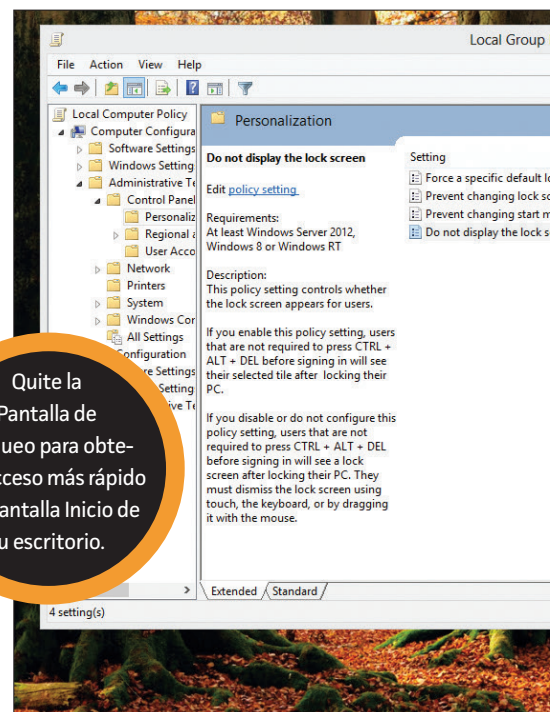 Local Group
File Action View Help
Local Computer Policy
Computer Configura
Software Settings
Windows Setting
Administrative Te
Control Panel
Personaliz
Regional a
User Acco
Network
Printers
System
Windows Cor
All Settings
Configuration
re Settings
Setting
ive Te
Personalization
Do not display the lock screen
Edit policy setting
Requirements:
At least Windows Server 2012,
Windows 8 or Windows RT
Description:
This policy setting controls whether
the lock screen appears for users.
If you enable this policy setting, users
that are not required to press CTRL +
ALT + DEL before signing in will see
their selected tile after locking their
PC.
If you disable or do not configure this
policy setting, users that are not
required to press CTRL + ALT + DEL
before signing in will see a lock
screen after locking their PC. They
must dismiss the lock screen using
touch, the keyboard, or by dragging
it with the mouse.
Setting
Force a specific default lo
Prevent changing lock sc
Prevent changing start m
Do not display the lock s
Extended Standard
4 setting(s)
Quite la
Pantalla de
ueo para obte-
cceso más rápido
antalla Inicio de
u escritorio.